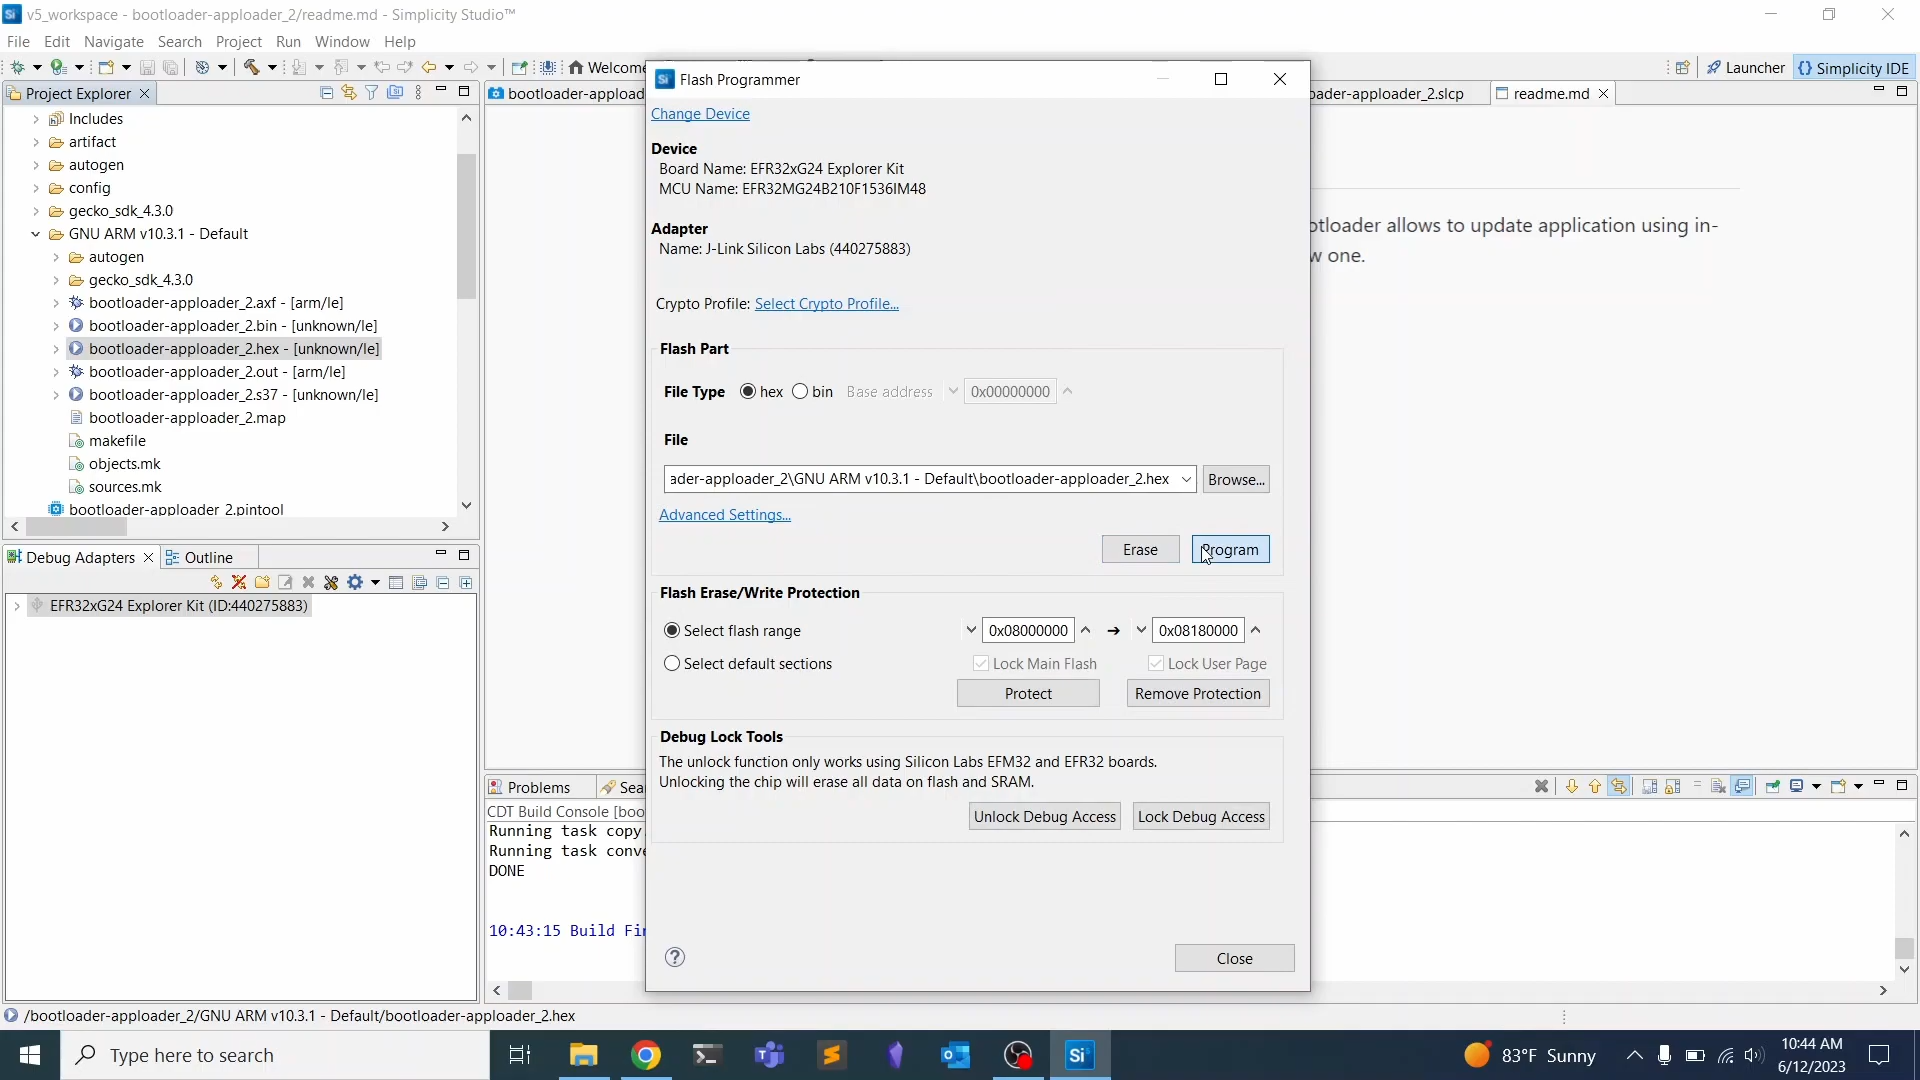 v5_workspace - bootloader-apploader_2/readme.md - Simplicity Studio™
File Edit Navigate Search Project Run Window Help
Welcome
Launcher
{} Simplicity IDE
Project Explorer
Includes
artifact
autogen
config
gecko_sdk_4.3.0
GNU ARM v10.3.1 - Default
autogen
gecko_sdk_4.3.0
bootloader-apploader_2.axf - [arm/le]
bootloader-apploader_2.bin - [unknown/le]
bootloader-apploader_2.hex - [unknown/le]
bootloader-apploader_2.out - [arm/le]
bootloader-apploader_2.s37 - [unknown/le]
bootloader-apploader_2.map
makefile
objects.mk
sources.mk
bootloader-apploader_2.pintool
Debug Adapters
Outline
EFR32xG24 Explorer Kit (ID:440275883)
bootloader-apploa
ader-apploader_2.slcp
readme.md
otloader allows to update application using in-
w one.
Flash Programmer
Change Device
Device
Board Name: EFR32xG24 Explorer Kit
MCU Name: EFR32MG24B210F1536IM48
Adapter
Name: J-Link Silicon Labs (440275883)
Crypto Profile: Select Crypto Profile...
Flash Part
File Type hex bin Base address 0x00000000
File
ader-apploader_2\GNU ARM v10.3.1 - Default\bootloader-apploader_2.hex
Browse...
Advanced Settings...
Erase
Program
Flash Erase/Write Protection
Select flash range 0x08000000 → 0x08180000
Select default sections Lock Main Flash Lock User Page
Protect
Remove Protection
Debug Lock Tools
The unlock function only works using Silicon Labs EFM32 and EFR32 boards.
Unlocking the chip will erase all data on flash and SRAM.
Unlock Debug Access
Lock Debug Access
Close
Problems
Sea
CDT Build Console [boo
Running task copy
Running task conve
DONE
10:43:15 Build Fin
/bootloader-apploader_2/GNU ARM v10.3.1 - Default/bootloader-apploader_2.hex
Type here to search
Si
83°F Sunny
10:44 AM
6/12/2023